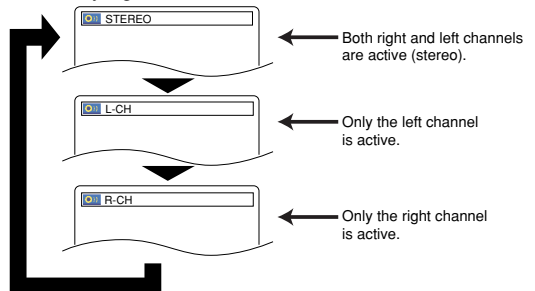 STEREO
Both right and left channels
are active (stereo).
L-CH
Only the left channel
is active.
R-CH
Only the right channel
is active.